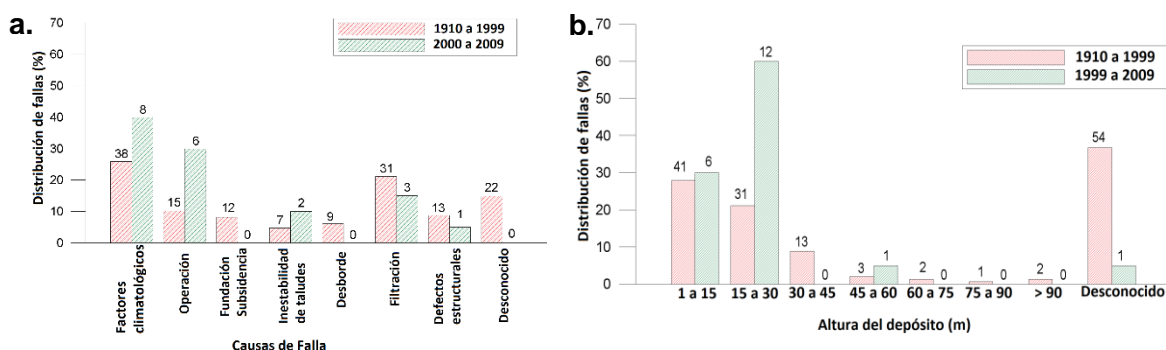 a.
70
60
50
40
30
20
10
0
Distribución de fallas (%)
1910 a 1999
2000 a 2009
38
8
15
6
12
0
7
2
9
0
31
3
13
1
22
0
Factores
climatológicos
Operación
Fundación
Subsidencia
Inestabilidad
de taludes
Desborde
Filtración
Defectos
estructurales
Desconocido
Causas de Falla
b.
70
60
50
40
30
20
10
0
Distribución de fallas (%)
1910 a 1999
1999 a 2009
41
6
31
12
13
0
3
1
2
0
1
0
2
0
54
1
1 a 15
15 a 30
30 a 45
45 a 60
60 a 75
75 a 90
> 90
Desconocido
Altura del depósito (m)